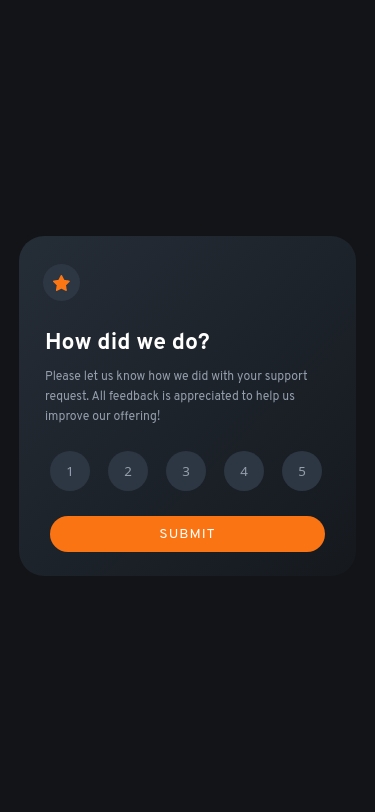 How did we do?
Please let us know how we did with your support
request. All feedback is appreciated to help us
improve our offering!
1 2 3 4 5
SUBMIT